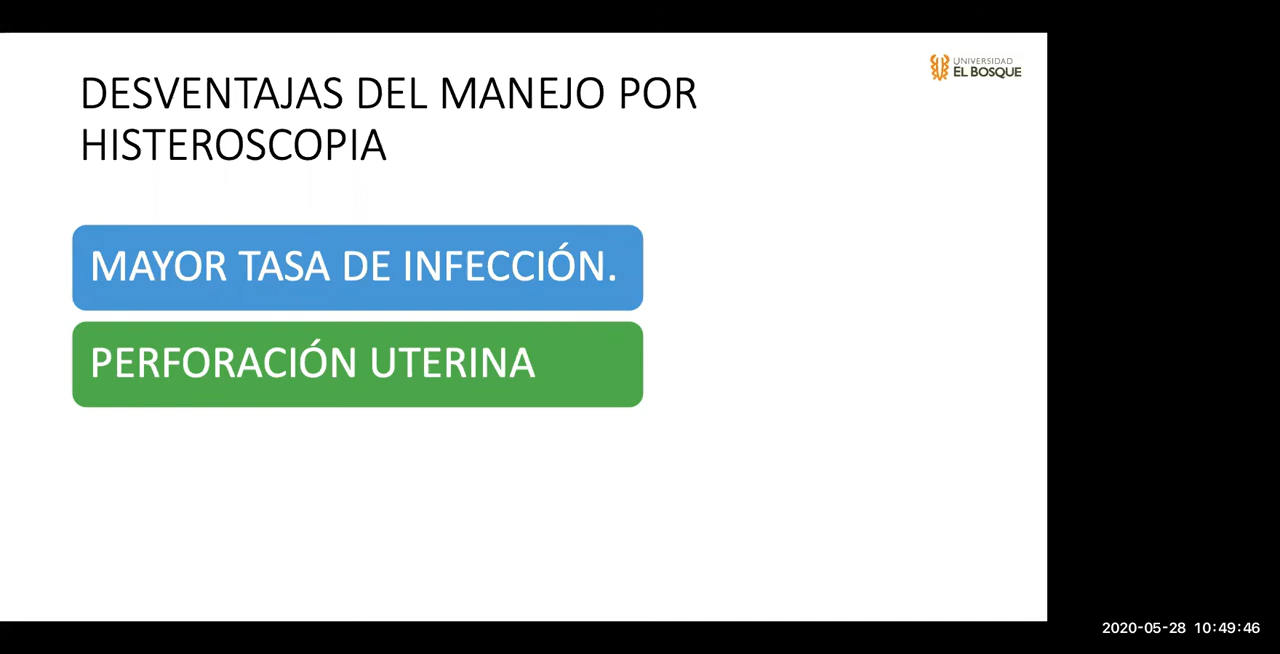 UNIVERSIDAD
EL BOSQUE
DESVENTAJAS DEL MANEJO POR
HISTEROSCOPIA
MAYOR TASA DE INFECCIÓN.
PERFORACIÓN UTERINA
2020-05-28 10:49:46